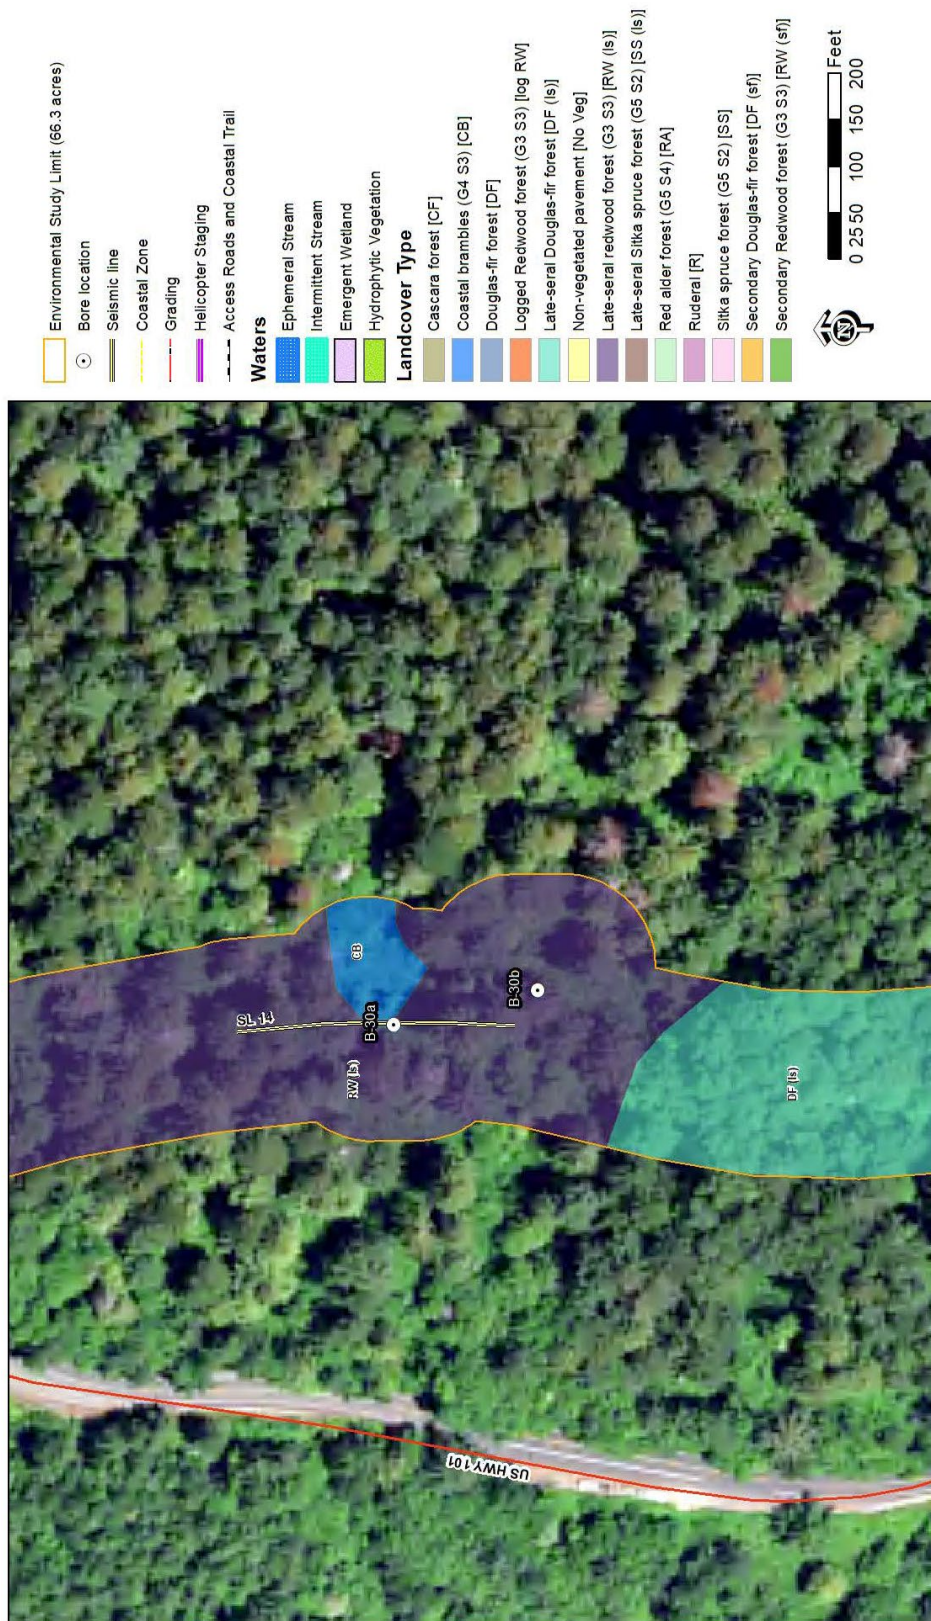 Environmental Study Limit (66.3 acres)
Bore location
Seismic line
Coastal Zone
Grading
Helicopter Staging
Access Roads and Coastal Trail
Waters
Ephemeral Stream
Intermittent Stream
Emergent Wetland
Hydrophytic Vegetation
Landcover Type
Cascara forest [CF]
Coastal brambles (G4 S3) [CB]
Douglas-fir forest [DF]
Logged Redwood forest (G3 S3) [log RW]
Late-seral Douglas-fir forest [DF (ls)]
Non-vegetated pavement [No Veg]
Late-seral redwood forest (G3 S3) [RW (ls)]
Late-seral Sitka spruce forest (G5 S2) [SS (ls)]
Red alder forest (G5 S4) [RA]
Ruderal [R]
Sitka spruce forest (G5 S2) [SS]
Secondary Douglas-fir forest [DF (sf)]
Secondary Redwood forest (G3 S3) [RW (sf)]
N
0 25 50 100 150 200
Feet
SL 14
CB
B-30a
RW (ls)
B-30b
DF (ls)
US HWY 101